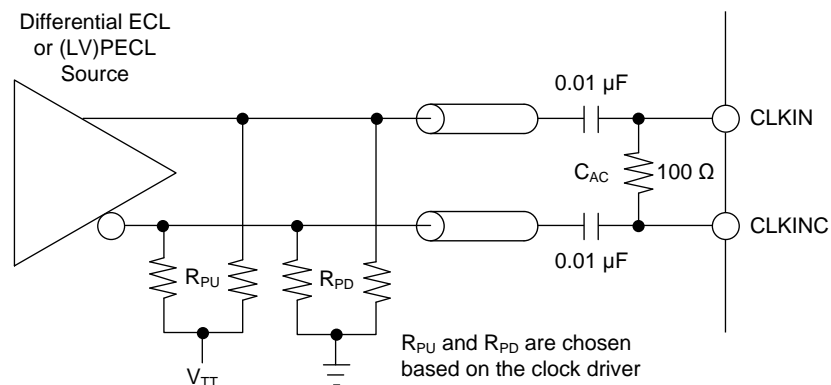 Differential ECL
or (LV)PECL
Source
0.01 µF
CLKIN
C_AC
100 Ω
CLKINC
0.01 µF
R_PU
R_PD
R_PU and R_PD are chosen
based on the clock driver
V_TT